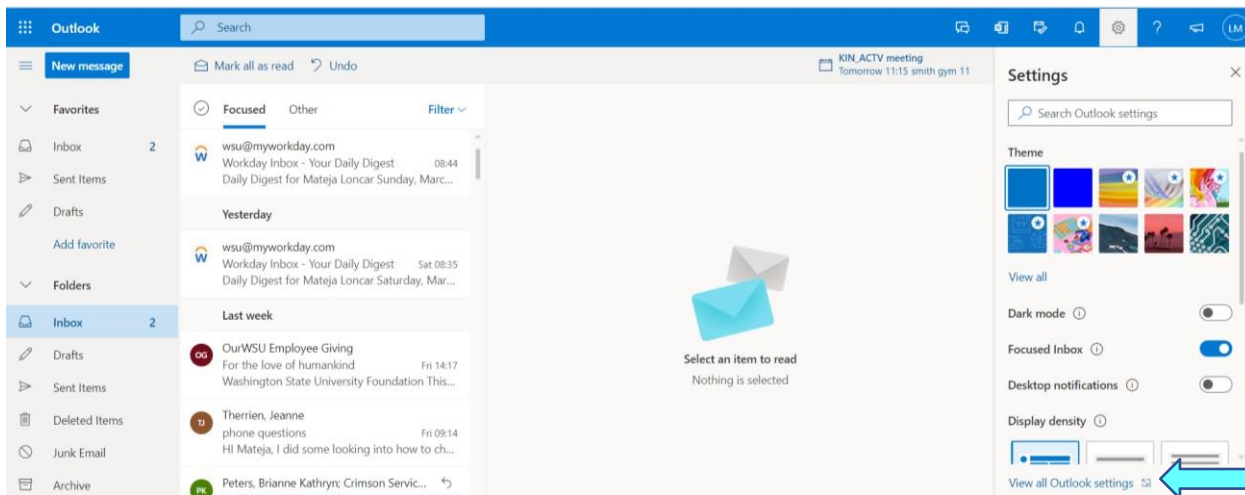 Outlook
Search
LM
New message
Mark all as read
Undo
KIN_ACTV meeting
Tomorrow 11:15 smith gym 11
Favorites
Inbox 2
Sent Items
Drafts
Add favorite
Folders
Inbox 2
Drafts
Sent Items
Deleted Items
Junk Email
Archive
Focused Other Filter
wsu@myworkday.com
Workday Inbox - Your Daily Digest 08:44
Daily Digest for Mateja Loncar Sunday, Marc...
Yesterday
wsu@myworkday.com
Workday Inbox - Your Daily Digest Sat 08:35
Daily Digest for Mateja Loncar Saturday, Mar...
Last week
OG
OurWSU Employee Giving
For the love of humankind Fri 14:17
Washington State University Foundation This...
TJ
Therrien, Jeanne
phone questions Fri 09:14
HI Mateja, I did some looking into how to ch...
PK
Peters, Brianne Kathryn; Crimson Servic...
Select an item to read
Nothing is selected
Settings
Search Outlook settings
Theme
View all
Dark mode
Focused Inbox
Desktop notifications
Display density
View all Outlook settings